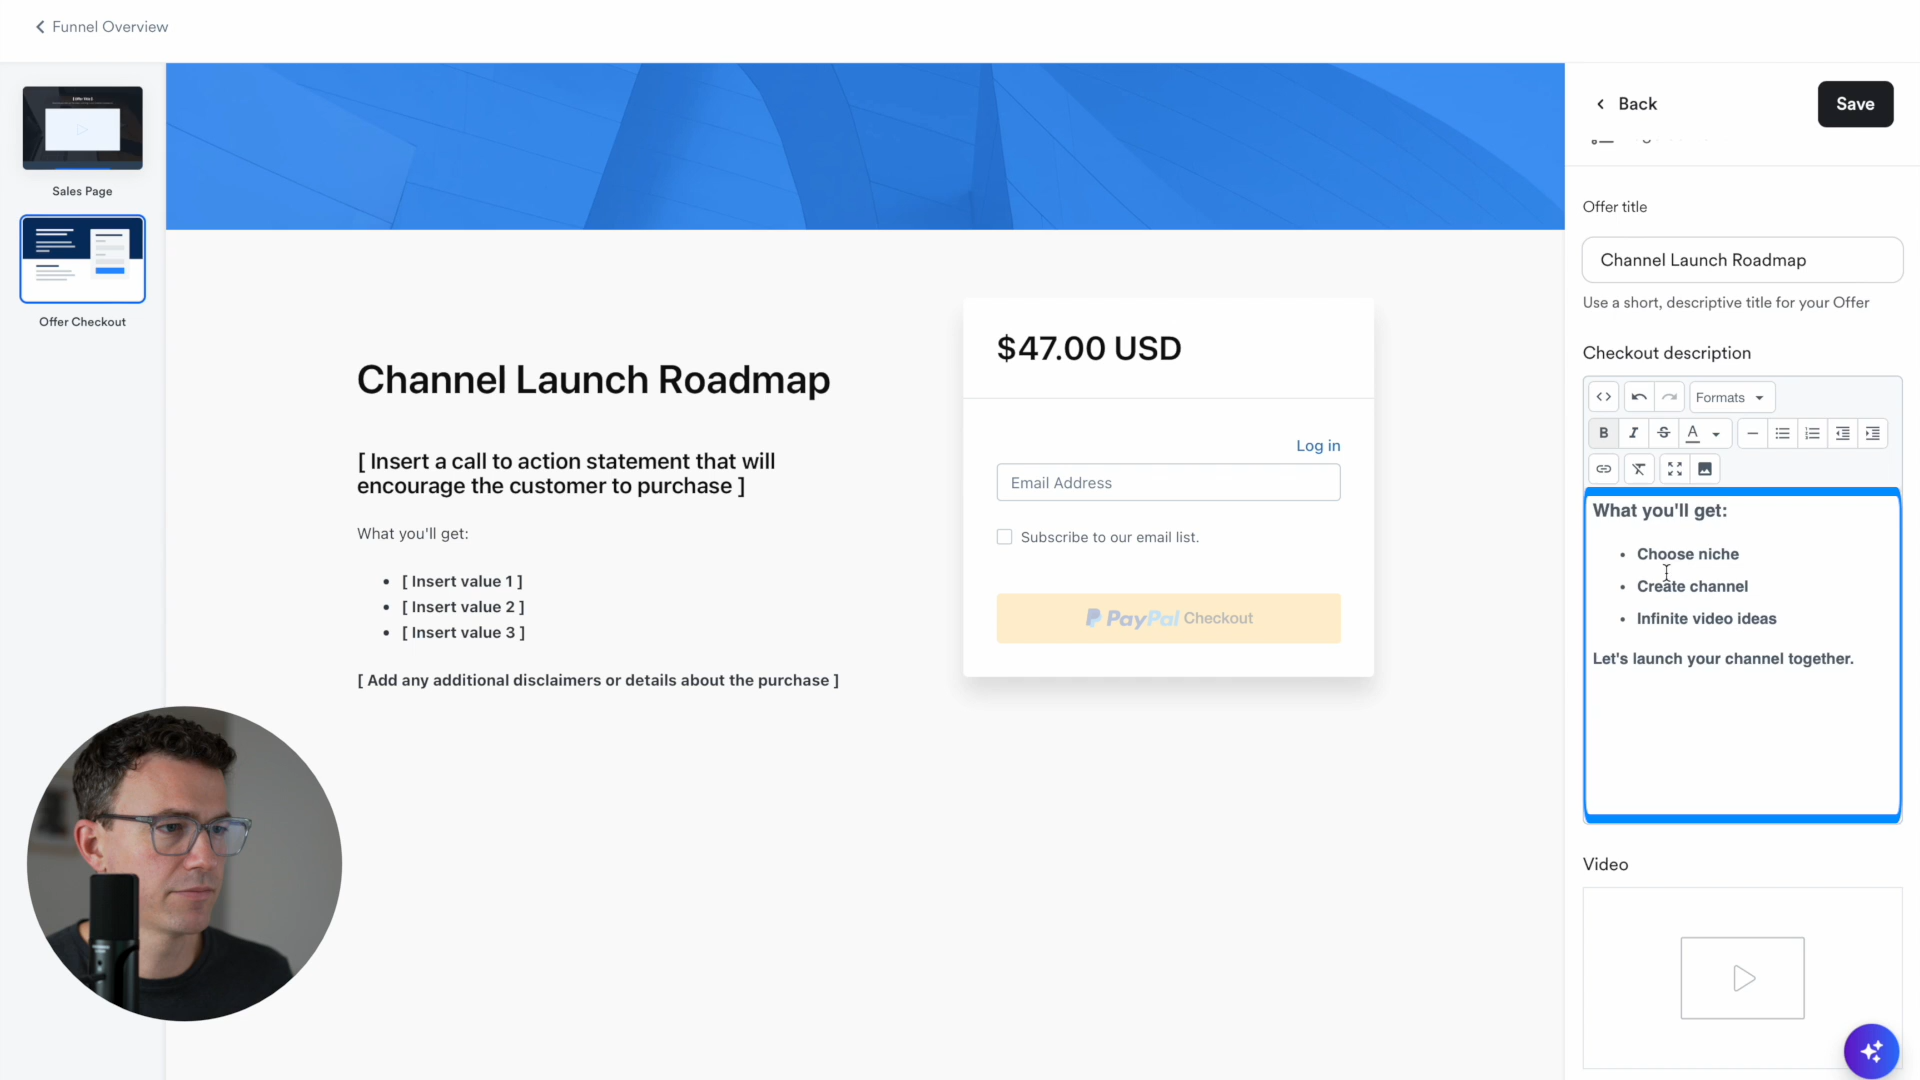 Funnel Overview
Sales Page
Offer Checkout
Channel Launch Roadmap
[ Insert a call to action statement that will
encourage the customer to purchase ]
What you'll get:
[ Insert value 1 ]
[ Insert value 2 ]
[ Insert value 3 ]
[ Add any additional disclaimers or details about the purchase ]
$47.00 USD
Log in
Email Address
Subscribe to our email list.
PayPal Checkout
Back
Save
Offer title
Channel Launch Roadmap
Use a short, descriptive title for your Offer
Checkout description
Formats
B I S A
What you'll get:
Choose niche
Create channel
Infinite video ideas
Let's launch your channel together.
Video